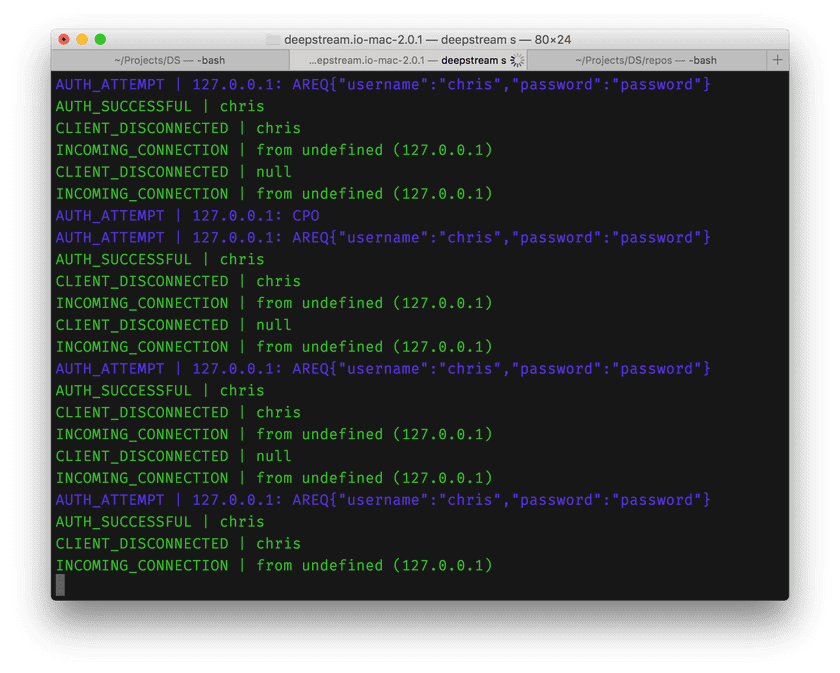 deepstream.io-mac-2.0.1 — deepstream s — 80×24
~/Projects/DS — -bash ...epstream.io-mac-2.0.1 — deepstream s ~/Projects/DS/repos — -bash +
AUTH_ATTEMPT | 127.0.0.1: AREQ{"username":"chris","password":"password"}
AUTH_SUCCESSFUL | chris
CLIENT_DISCONNECTED | chris
INCOMING_CONNECTION | from undefined (127.0.0.1)
CLIENT_DISCONNECTED | null
INCOMING_CONNECTION | from undefined (127.0.0.1)
AUTH_ATTEMPT | 127.0.0.1: CPO
AUTH_ATTEMPT | 127.0.0.1: AREQ{"username":"chris","password":"password"}
AUTH_SUCCESSFUL | chris
CLIENT_DISCONNECTED | chris
INCOMING_CONNECTION | from undefined (127.0.0.1)
CLIENT_DISCONNECTED | null
INCOMING_CONNECTION | from undefined (127.0.0.1)
AUTH_ATTEMPT | 127.0.0.1: AREQ{"username":"chris","password":"password"}
AUTH_SUCCESSFUL | chris
CLIENT_DISCONNECTED | chris
INCOMING_CONNECTION | from undefined (127.0.0.1)
CLIENT_DISCONNECTED | null
INCOMING_CONNECTION | from undefined (127.0.0.1)
AUTH_ATTEMPT | 127.0.0.1: AREQ{"username":"chris","password":"password"}
AUTH_SUCCESSFUL | chris
CLIENT_DISCONNECTED | chris
INCOMING_CONNECTION | from undefined (127.0.0.1)